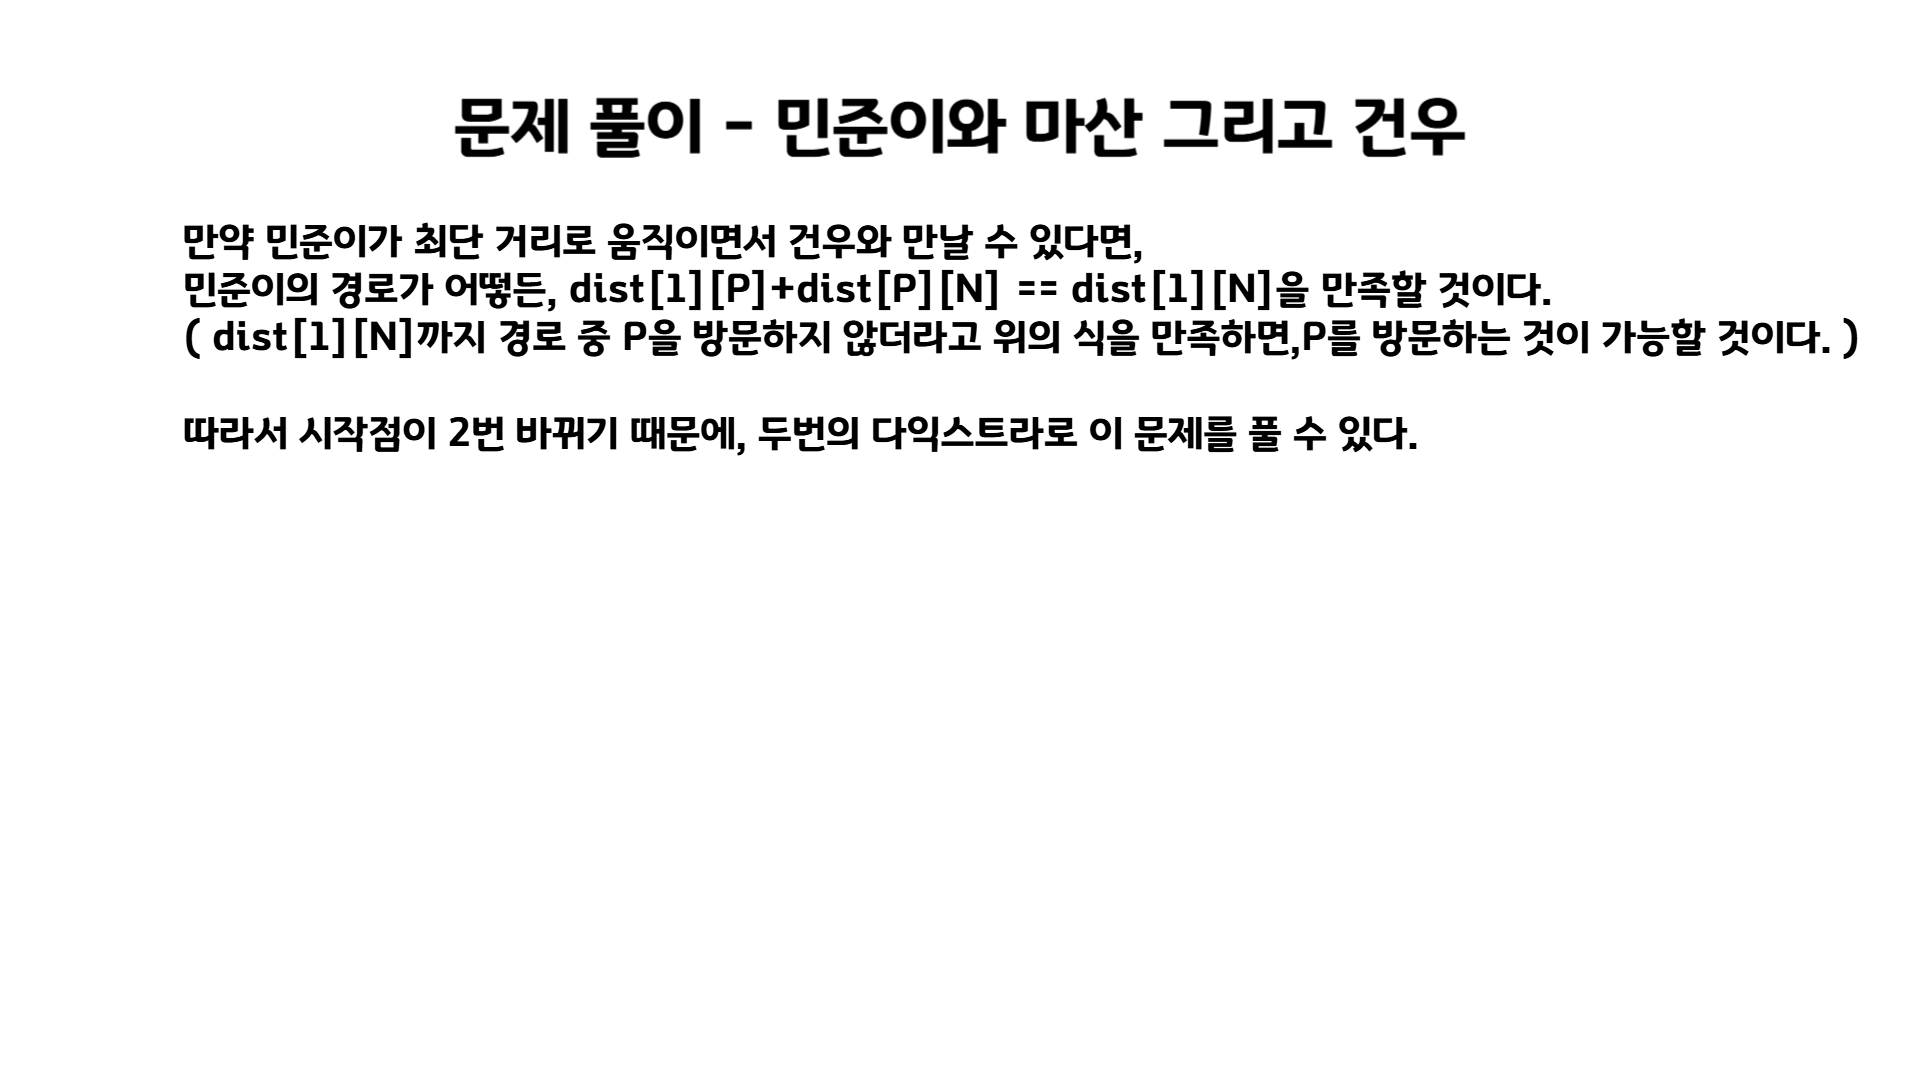 문제 풀이 - 민준이와 마산 그리고 건우
만약 민준이가 최단 거리로 움직이면서 건우와 만날 수 있다면,
민준이의 경로가 어떻든, dist[1][P]+dist[P][N] == dist[1][N]을 만족할 것이다.
( dist[1][N]까지 경로 중 P을 방문하지 않더라고 위의 식을 만족하면,P를 방문하는 것이 가능할 것이다. )
따라서 시작점이 2번 바뀌기 때문에, 두번의 다익스트라로 이 문제를 풀 수 있다.